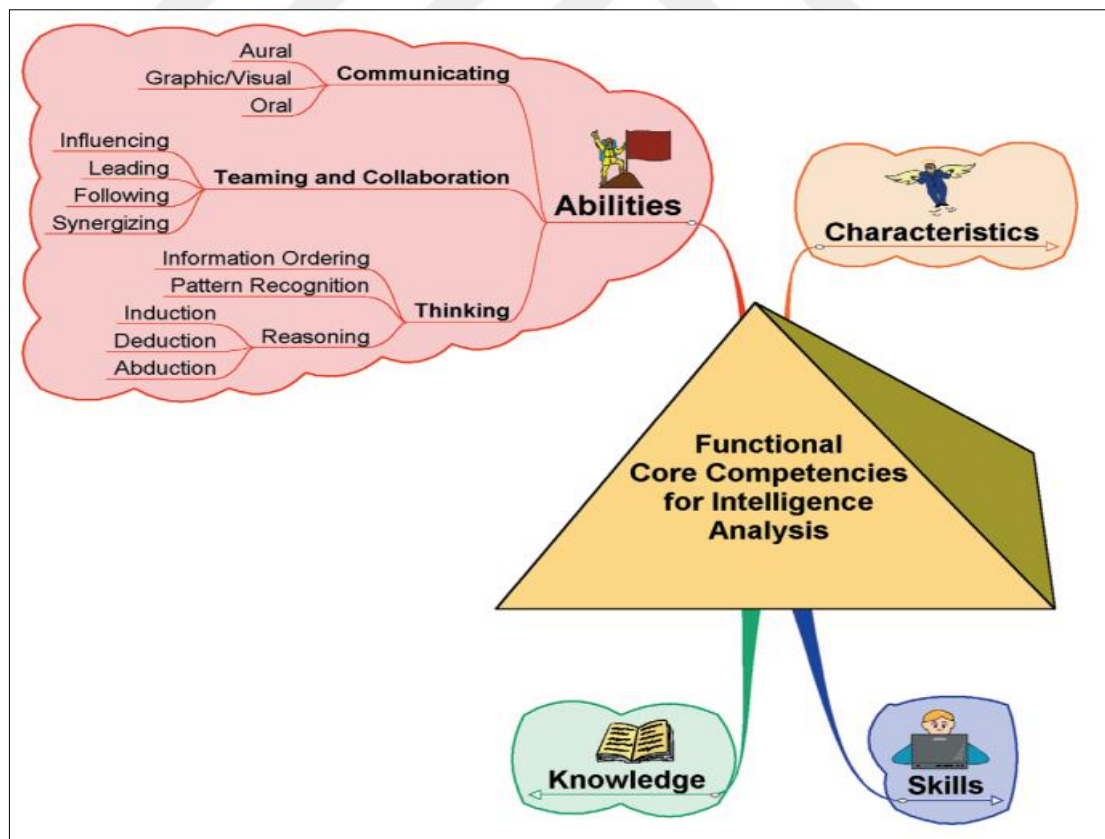 Aural
Graphic/Visual
Oral
Communicating
Influencing
Leading
Following
Synergizing
Teaming and Collaboration
Information Ordering
Pattern Recognition
Induction
Deduction
Abduction
Reasoning
Thinking
Abilities
Characteristics
Functional
Core Competencies
for Intelligence
Analysis
Knowledge
Skills